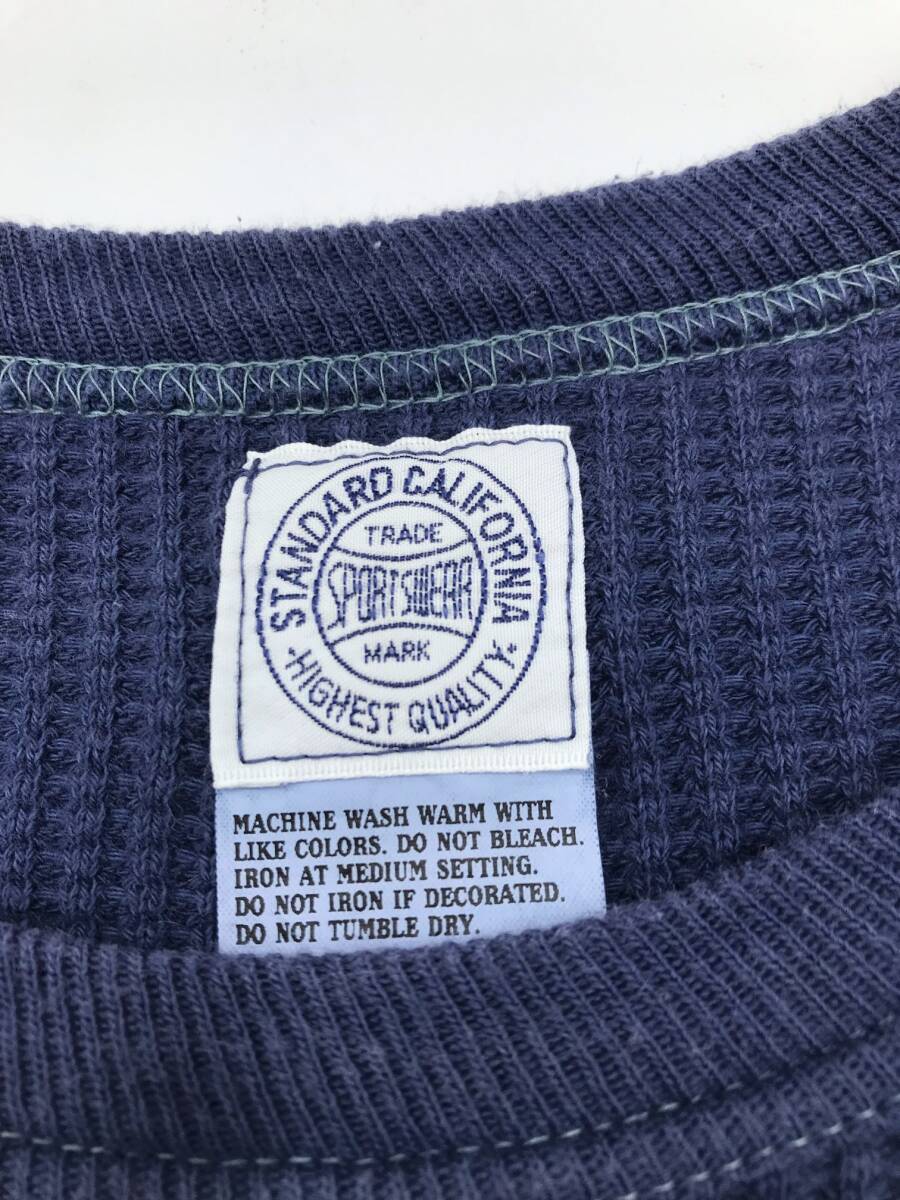 STANDARD CALIFORNIA
TRADE
SPORTSWEAR
MARK
·HIGHEST QUALITY·
MACHINE WASH WARM WITH
LIKE COLORS. DO NOT BLEACH.
IRON AT MEDIUM SETTING.
DO NOT IRON IF DECORATED.
DO NOT TUMBLE DRY.